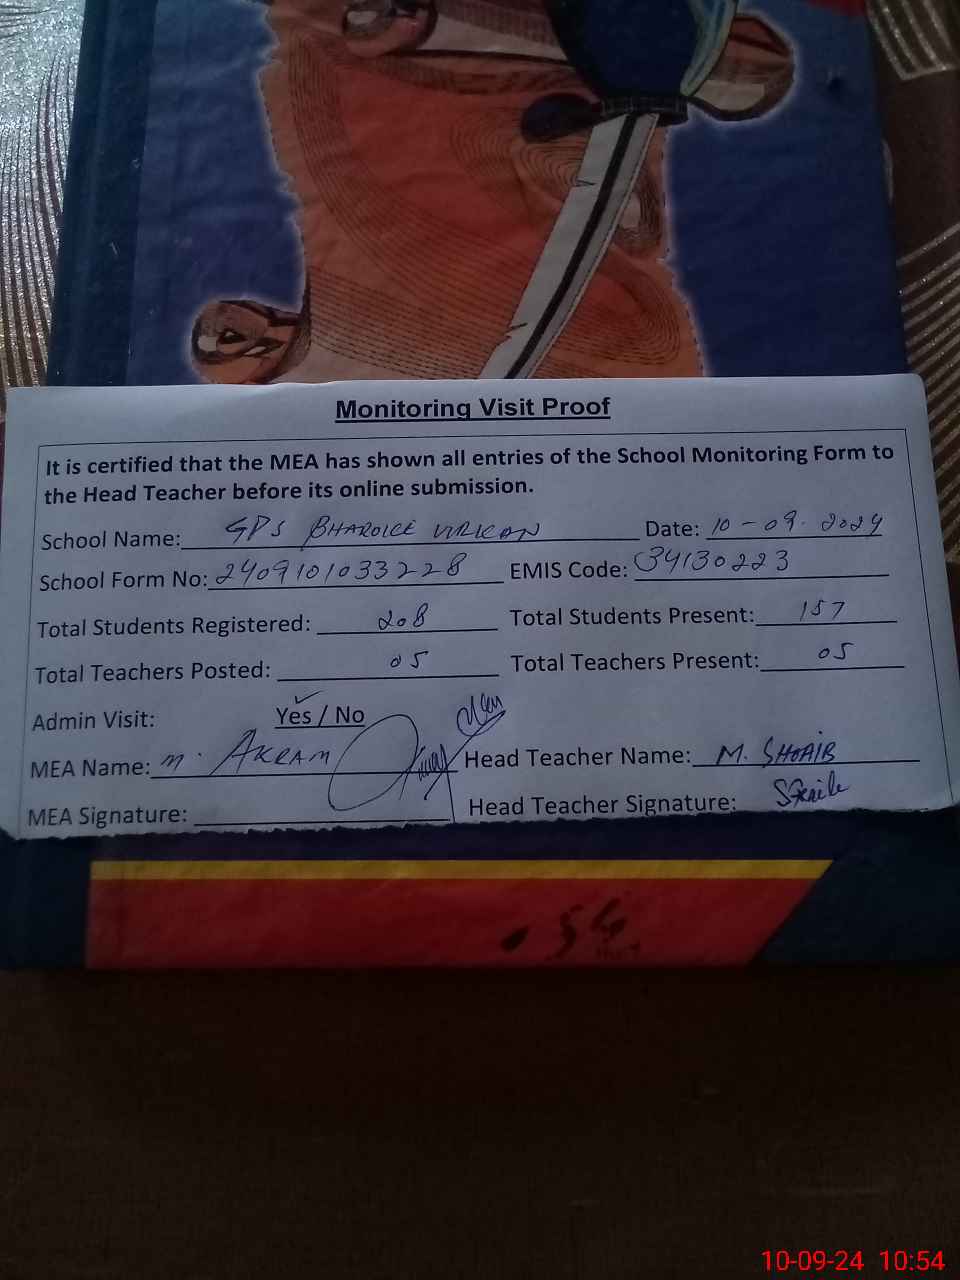 Monitoring Visit Proof
It is certified that the MEA has shown all entries of the School Monitoring Form to
the Head Teacher before its online submission.
School Name: GPS BHAROKE VIRKAN Date: 10-09-2024
School Form No: 2409101033228 EMIS Code: 34130223
Total Students Registered: 208 Total Students Present: 157
Total Teachers Posted: 05 Total Teachers Present: 05
Admin Visit: Yes / No
MEA Name: M. AKRAM Head Teacher Name: M. SHOAIB
MEA Signature: Head Teacher Signature:
10-09-24 10:54